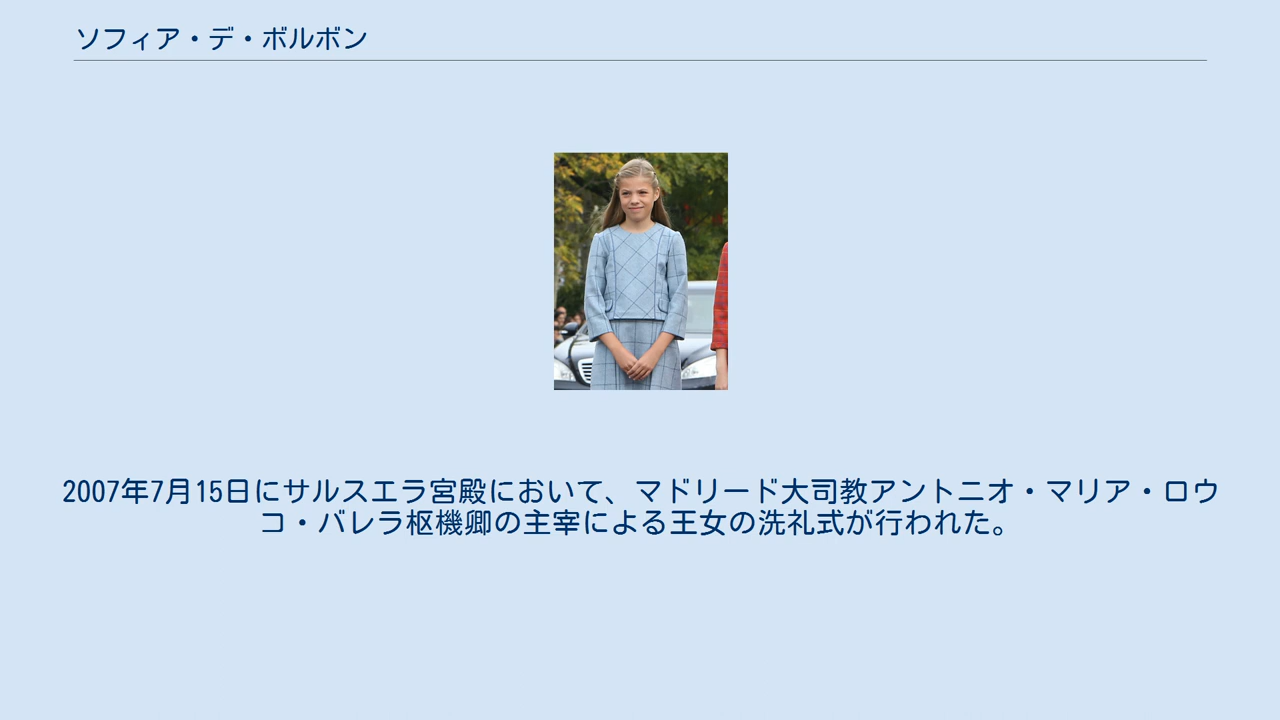 ソフィア・デ・ボルボン
2007年7月15日にサルスエラ宮殿において、マドリード大司教アントニオ・マリア・ロウ
コ・バレラ枢機卿の主宰による王女の洗礼式が行われた。